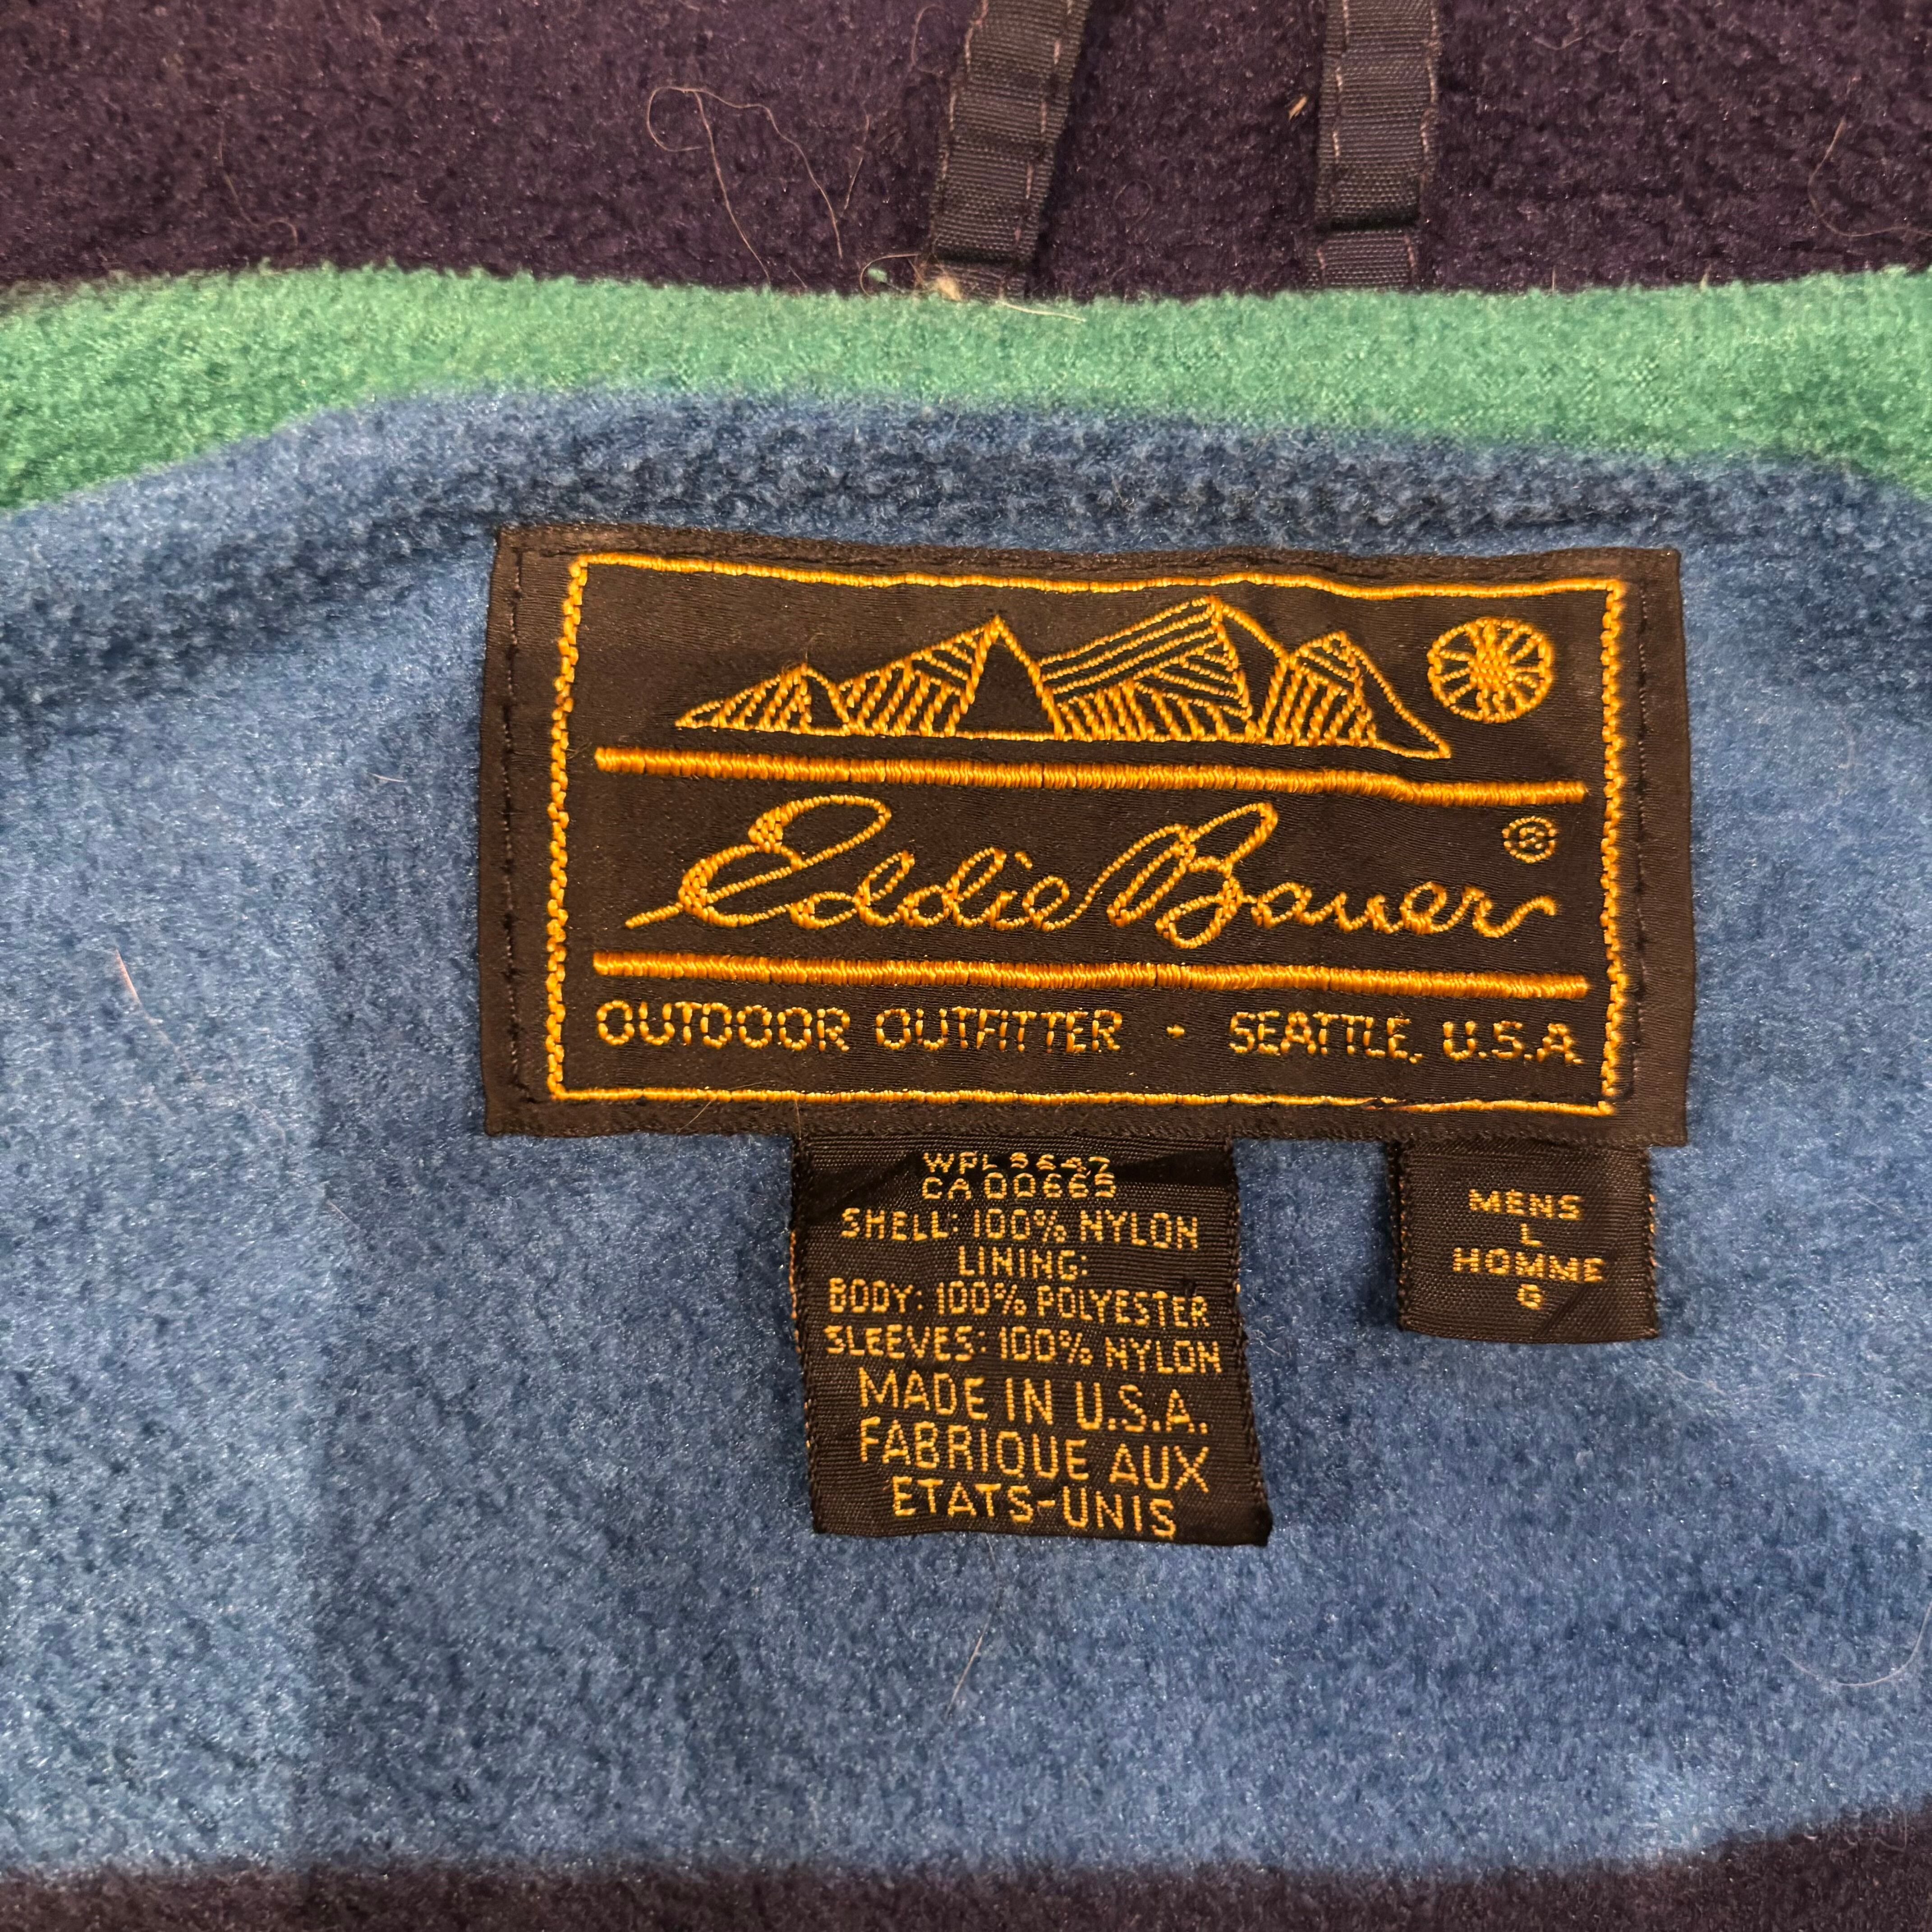 Eddie Bauer ®
OUTDOOR OUTFITTER • SEATTLE, U.S.A.
WPL 5647
CA 00665
SHELL: 100% NYLON
LINING:
BODY: 100% POLYESTER
SLEEVES: 100% NYLON
MADE IN U.S.A.
FABRIQUE AUX
ETATS-UNIS
MENS
L
HOMME
G